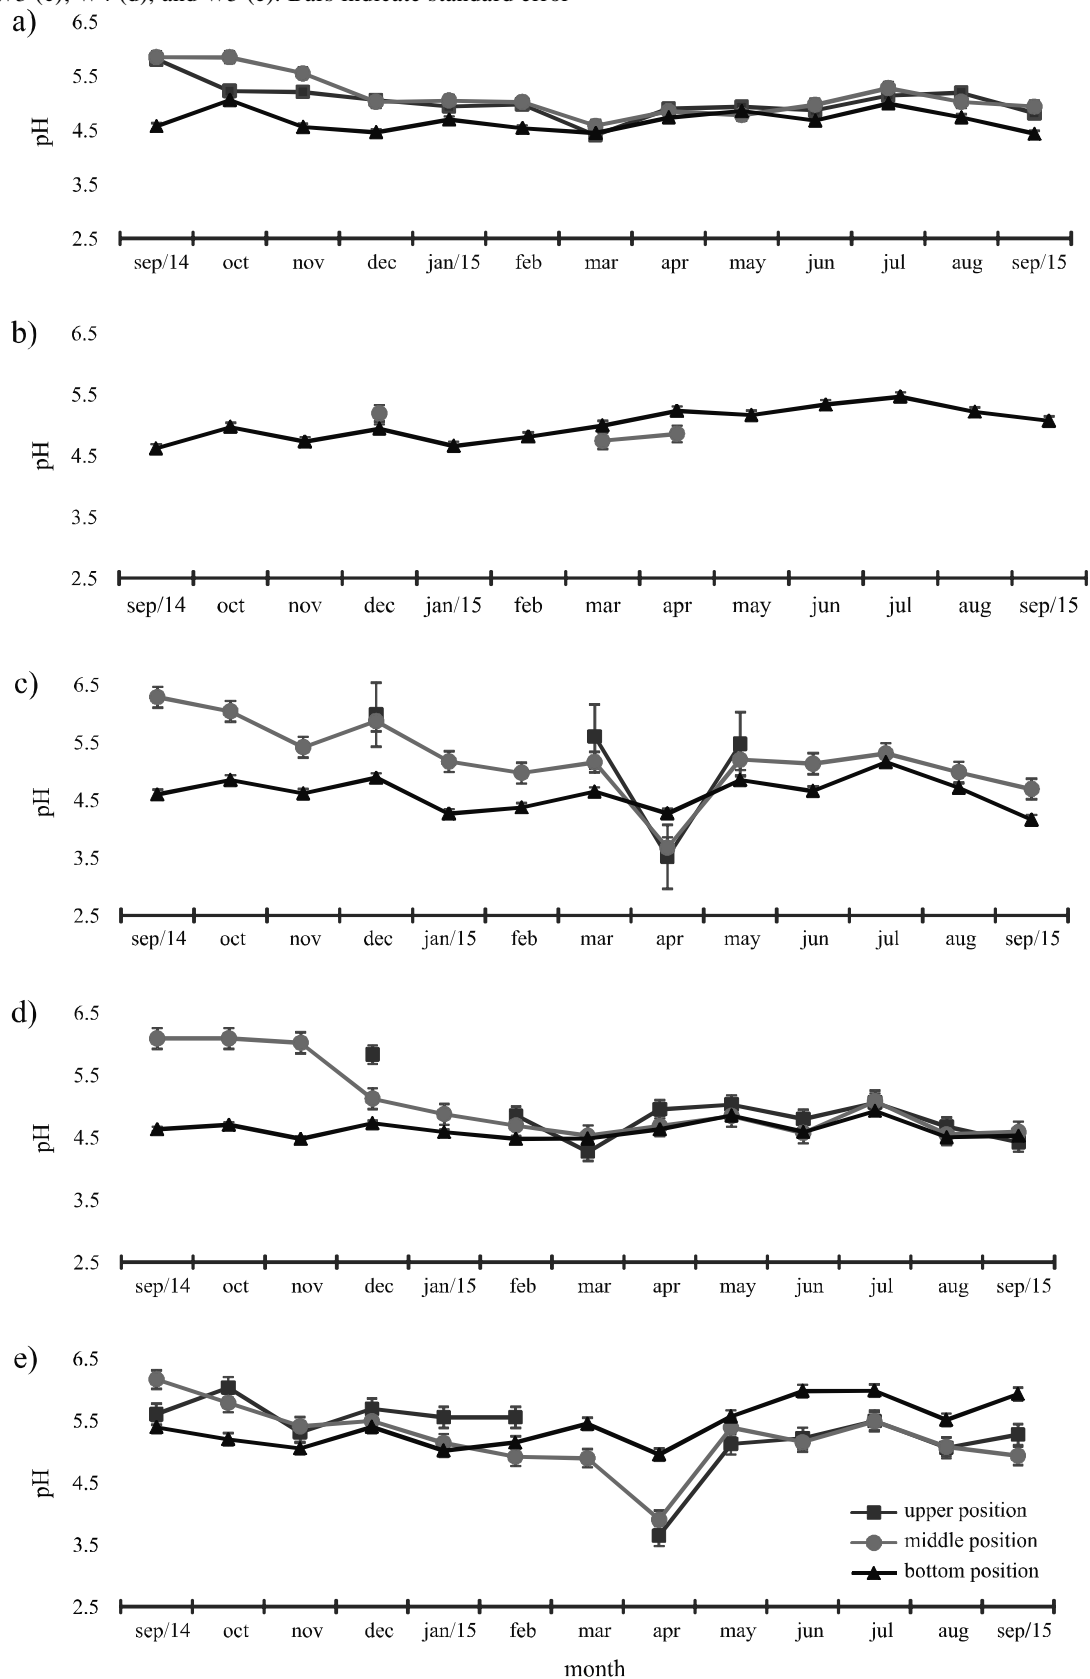 (d), and (e). Bars indicate standard error
a)
6.5
5.5
4.5
3.5
2.5
pH
sep/14 oct nov dec jan/15 feb mar apr may jun jul aug sep/15
b)
6.5
5.5
4.5
3.5
2.5
pH
sep/14 oct nov dec jan/15 feb mar apr may jun jul aug sep/15
c)
6.5
5.5
4.5
3.5
2.5
pH
sep/14 oct nov dec jan/15 feb mar apr may jun jul aug sep/15
d)
6.5
5.5
4.5
3.5
2.5
pH
sep/14 oct nov dec jan/15 feb mar apr may jun jul aug sep/15
e)
6.5
5.5
4.5
3.5
2.5
pH
upper position
middle position
bottom position
sep/14 oct nov dec jan/15 feb mar apr may jun jul aug sep/15
month